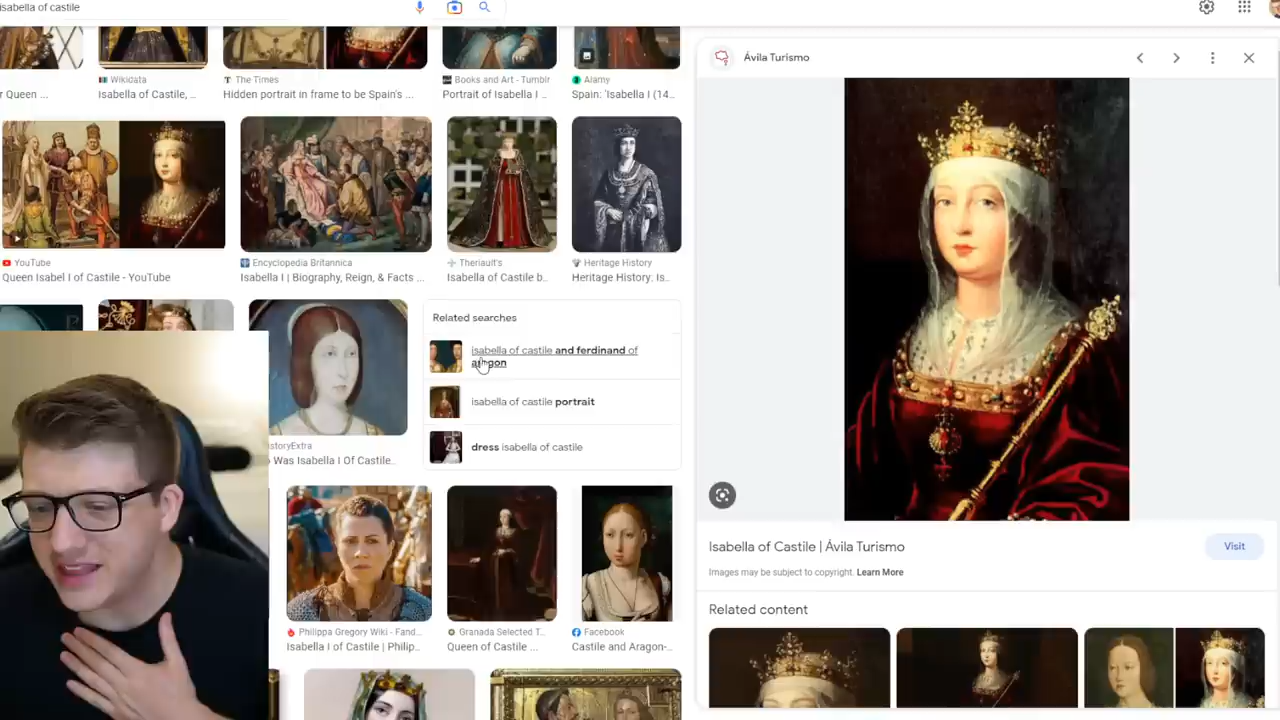 isabella of castile
Wikidata
The Times
Books and Art - Tumblr
Alamy
r Queen ...
Isabella of Castile, ...
Hidden portrait in frame to be Spain's ...
Portrait of Isabella I ...
Spain: 'Isabella I (14...
YouTube
Encyclopedia Britannica
Theriault's
Heritage History
Queen Isabel I of Castile - YouTube
Isabella I | Biography, Reign, & Facts ...
Isabella of Castile b...
Heritage History: Is...
Related searches
isabella of castile and ferdinand of
aragon
isabella of castile portrait
dress isabella of castile
storyExtra
Was Isabella I Of Castile...
Philippa Gregory Wiki - Fand...
Granada Selected T...
Facebook
Isabella I of Castile | Philip...
Queen of Castile ...
Castile and Aragon-...
Ávila Turismo
Isabella of Castile | Ávila Turismo
Visit
Images may be subject to copyright. Learn More
Related content